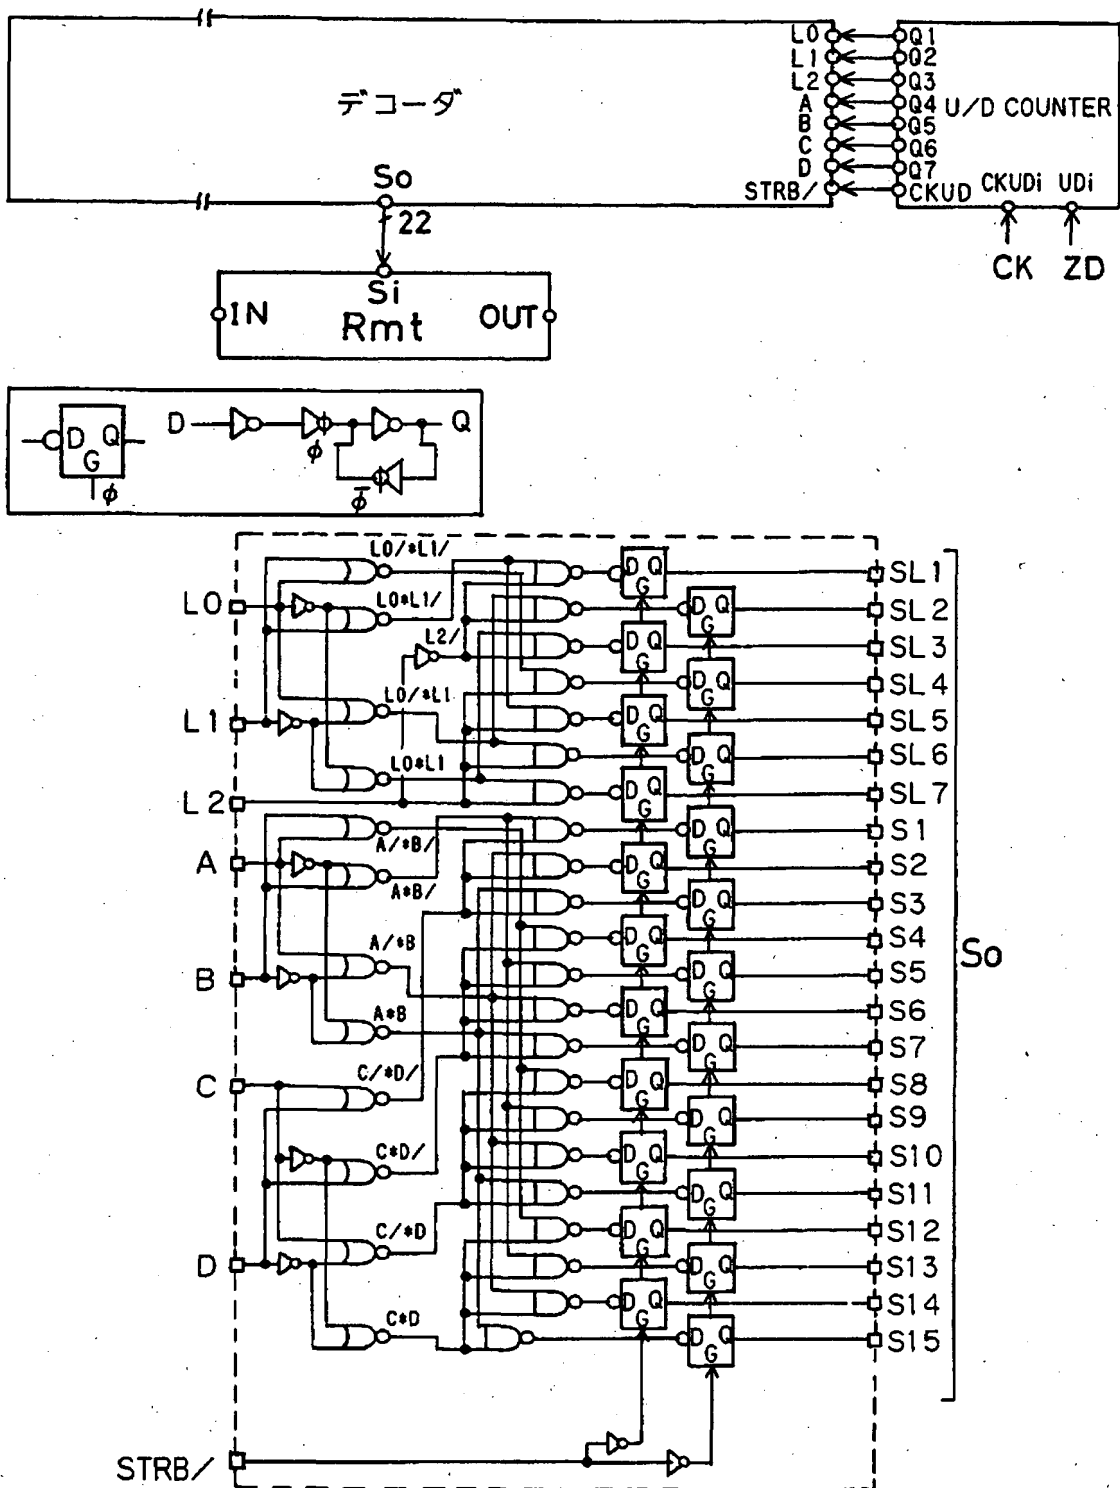 デコーダ
L0
L1
L2
A
B
C
D
STRB/
Q1
Q2
Q3
Q4
Q5
Q6
Q7
CKUD
U/D COUNTER
CKUDi
UDi
CK
ZD
So
22
Si
IN
Rmt
OUT
D
Q
G
φ
D
φ
φ̄
Q
L0/*L1/
L0*L1/
L2/
L0/*L1
L0*L1
A/*B/
A*B/
A/*B
A*B
C/*D/
C*D/
C/*D
C*D
L0
L1
L2
A
B
C
D
STRB/
D Q
G
D Q
G
D Q
G
D Q
G
D Q
G
D Q
G
D Q
G
D Q
G
D Q
G
D Q
G
D Q
G
D Q
G
D Q
G
D Q
G
D Q
G
D Q
G
D Q
G
D Q
G
D Q
G
D Q
G
D Q
G
D Q
G
SL1
SL2
SL3
SL4
SL5
SL6
SL7
S1
S2
S3
S4
S5
S6
S7
S8
S9
S10
S11
S12
S13
S14
S15
So